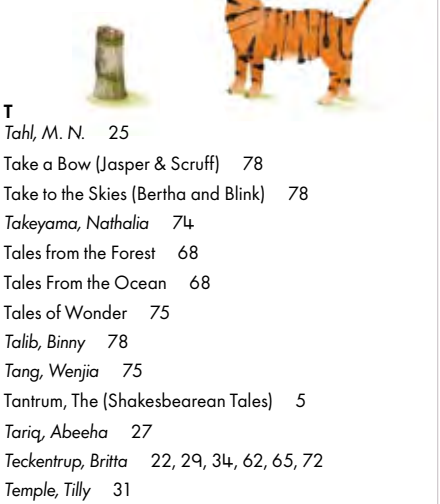 T
Tahl, M. N. 25
Take a Bow (Jasper & Scruff) 78
Take to the Skies (Bertha and Blink) 78
Takeyama, Nathalia 74
Tales from the Forest 68
Tales From the Ocean 68
Tales of Wonder 75
Talib, Binny 78
Tang, Wenjia 75
Tantrum, The (Shakesbearean Tales) 5
Tariq, Abeeha 27
Teckentrup, Britta 22, 29, 34, 62, 65, 72
Temple, Tilly 31